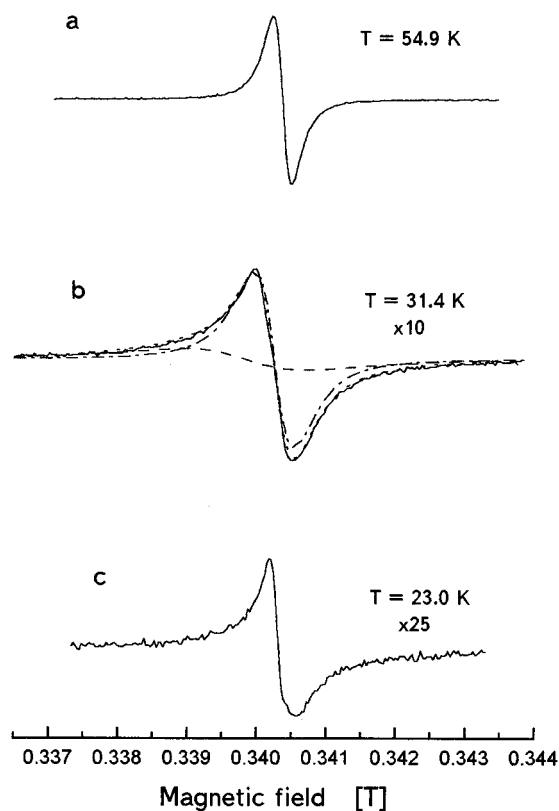 a
T = 54.9 K
b
T = 31.4 K
x10
c
T = 23.0 K
x25
0.337 0.338 0.339 0.340 0.341 0.342 0.343 0.344
Magnetic field [T]